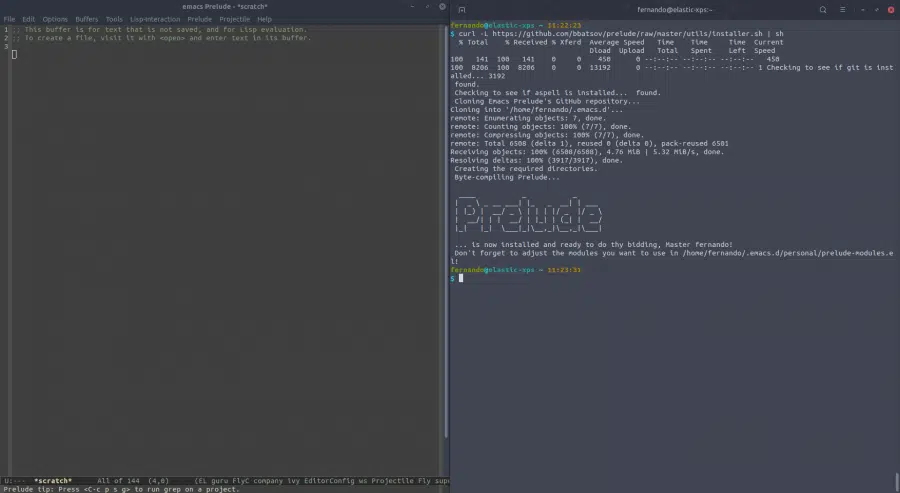 emacs Prelude - *scratch*
File Edit Options Buffers Tools Lisp-Interaction Prelude Projectile Help
1 ;; This buffer is for text that is not saved, and for Lisp evaluation.
2 ;; To create a file, visit it with <open> and enter text in its buffer.
3
U:--- *scratch* All of 144 (4,0) (EL guru FlyC company ivy EditorConfig ws Projectile Fly sup
Prelude tip: Press <C-c p s g> to run grep on a project.
fernando@elastic-xps:~
fernando@elastic-xps ~ 11:22:23
$ curl -L https://github.com/bbatsov/prelude/raw/master/utils/installer.sh | sh
% Total % Received % Xferd Average Speed Time Time Time Current
Dload Upload Total Spent Left Speed
100 141 100 141 0 0 450 0 --:--:-- --:--:-- --:--:-- 450
100 8206 100 8206 0 0 13192 0 --:--:-- --:--:-- --:--:-- 1 Checking to see if git is inst
alled... 3192
found.
Checking to see if aspell is installed... found.
Cloning Emacs Prelude's GitHub repository...
Cloning into '/home/fernando/.emacs.d'...
remote: Enumerating objects: 7, done.
remote: Counting objects: 100% (7/7), done.
remote: Compressing objects: 100% (7/7), done.
remote: Total 6508 (delta 1), reused 0 (delta 0), pack-reused 6501
Receiving objects: 100% (6508/6508), 4.76 MiB | 5.32 MiB/s, done.
Resolving deltas: 100% (3917/3917), done.
Creating the required directories.
Byte-compiling Prelude...
Prelude
... is now installed and ready to do thy bidding, Master fernando!
Don't forget to adjust the modules you want to use in /home/fernando/.emacs.d/personal/prelude-modules.e
l!
fernando@elastic-xps ~ 11:23:31
$